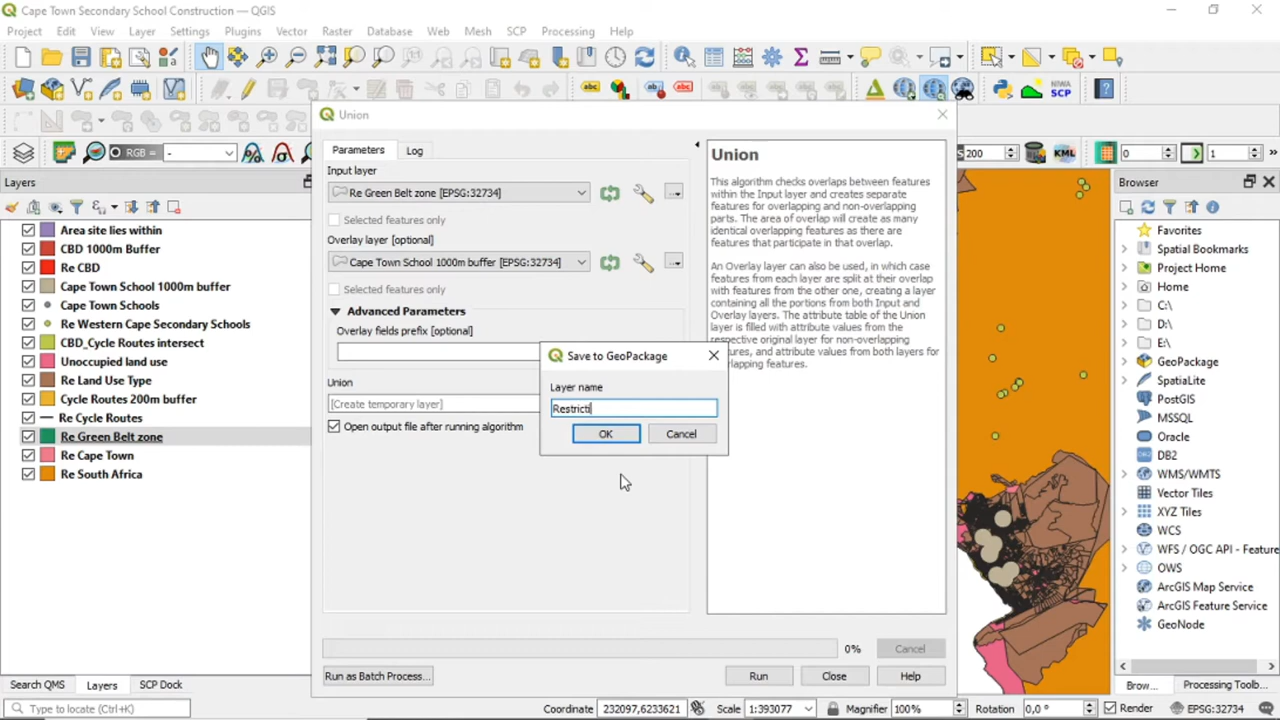 Cape Town Secondary School Construction — QGIS
Project Edit View Layer Settings Plugins Vector Raster Database Web Mesh SCP Processing Help
NIWA
SCP
RGB = -
200
KML
0
1
»
Layers
Area site lies within
CBD 1000m Buffer
Re CBD
Cape Town School 1000m buffer
Cape Town Schools
Re Western Cape Secondary Schools
CBD_Cycle Routes intersect
Unoccupied land use
Re Land Use Type
Cycle Routes 200m buffer
Re Cycle Routes
Re Green Belt zone
Re Cape Town
Re South Africa
Search QMS Layers SCP Dock
Union
Parameters Log
Input layer
Re Green Belt zone [EPSG:32734]
Selected features only
Overlay layer [optional]
Cape Town School 1000m buffer [EPSG:32734]
Selected features only
Advanced Parameters
Overlay fields prefix [optional]
Union
[Create temporary layer]
Open output file after running algorithm
Save to GeoPackage
Layer name
Restricti
OK Cancel
Union
This algorithm checks overlaps between features
within the Input layer and creates separate
features for overlapping and non-overlapping
parts. The area of overlap will create as many
identical overlapping features as there are
features that participate in that overlap.
An Overlay layer can also be used, in which case
features from each layer are split at their overlap
with features from the other one, creating a layer
containing all the portions from both Input and
Overlay layers. The attribute table of the Union
layer is filled with attribute values from the
respective original layer for non-overlapping
features, and attribute values from both layers for
overlapping features.
0% Cancel
Run as Batch Process... Run Close Help
Browser
Favorites
Spatial Bookmarks
Project Home
Home
C:\
D:\
E:\
GeoPackage
SpatiaLite
PostGIS
MSSQL
Oracle
DB2
WMS/WMTS
Vector Tiles
XYZ Tiles
WCS
WFS / OGC API - Feature
OWS
ArcGIS Map Service
ArcGIS Feature Service
GeoNode
Brow... Processing Tool...
Type to locate (Ctrl+K) Coordinate 232097,6233621 Scale 1:393077 Magnifier 100% Rotation 0,0 ° Render EPSG:32734